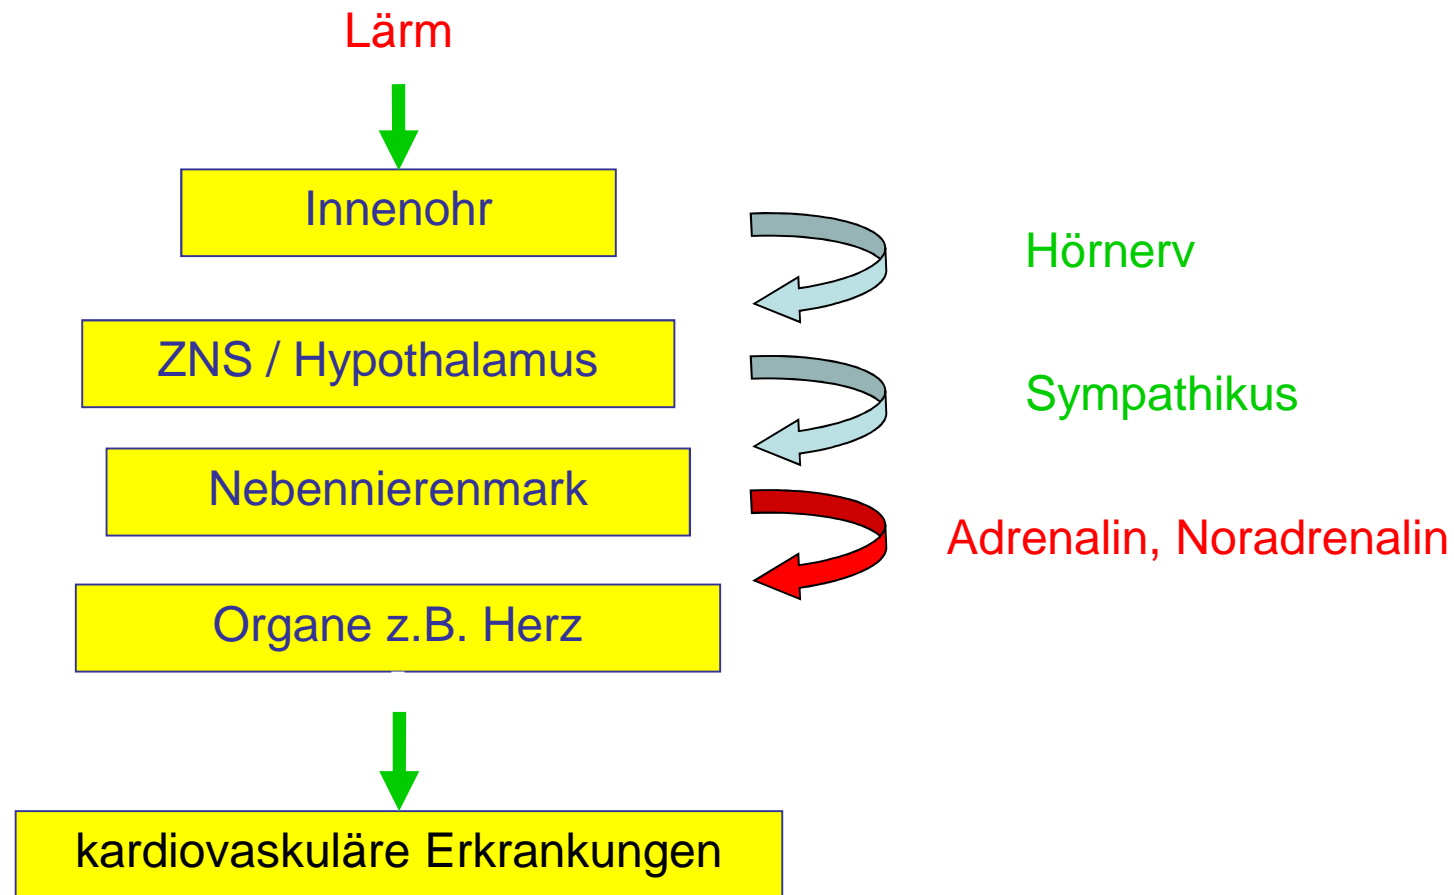 Lärm
Innenohr
Hörnerv
ZNS / Hypothalamus
Sympathikus
Nebennierenmark
Adrenalin, Noradrenalin
Organe z.B. Herz
kardiovaskuläre Erkrankungen